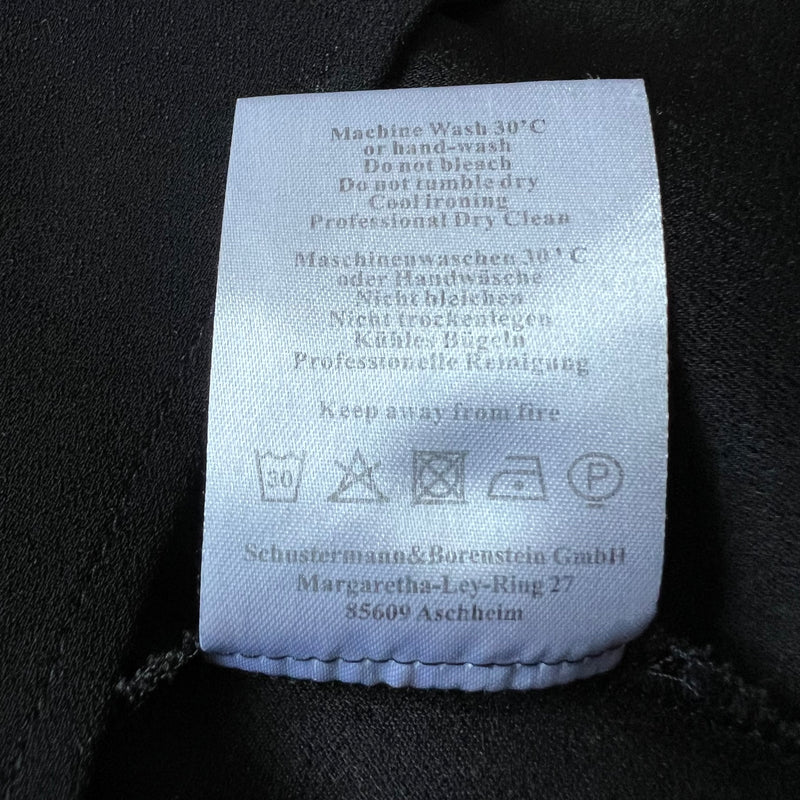 Machine Wash 30°C
or hand-wash
Do not bleach
Do not tumble dry
Cool ironing
Professional Dry Clean
Maschinenwaschen 30°C
oder Handwäsche
Nicht bleichen
Nicht trockenlegen
Kühles Bügeln
Professionelle Reinigung
Keep away from fire
30 P
Schustermann&Borenstein GmbH
Margaretha-Ley-Ring 27
85609 Aschheim